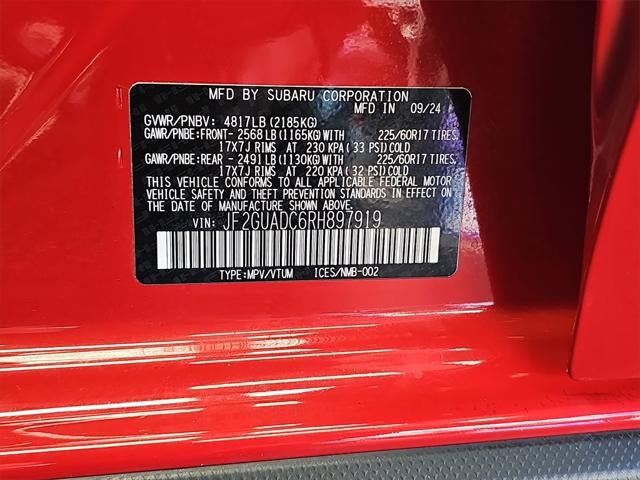 MFD BY SUBARU CORPORATION
MFD IN 09/24
GVWR/PNBV: 4817LB(2185KG)
GAWR/PNBE:FRONT- 2568LB(1165KG)WITH 225/60R17 TIRES.
17X7J RIMS AT 230 KPA(33 PSI)COLD
GAWR/PNBE:REAR - 2491LB(1130KG)WITH 225/60R17 TIRES.
17X7J RIMS AT 220 KPA(32 PSI)COLD
THIS VEHICLE CONFORMS TO ALL APPLICABLE FEDERAL MOTOR
VEHICLE SAFETY AND THEFT PREVENTION STANDARDS IN EFFECT ON
THE DATE OF MANUFACTURE SHOWN ABOVE.
VIN: JF2GUADC6RH897919
TYPE:MPV/VTUM ICES/NMB-002